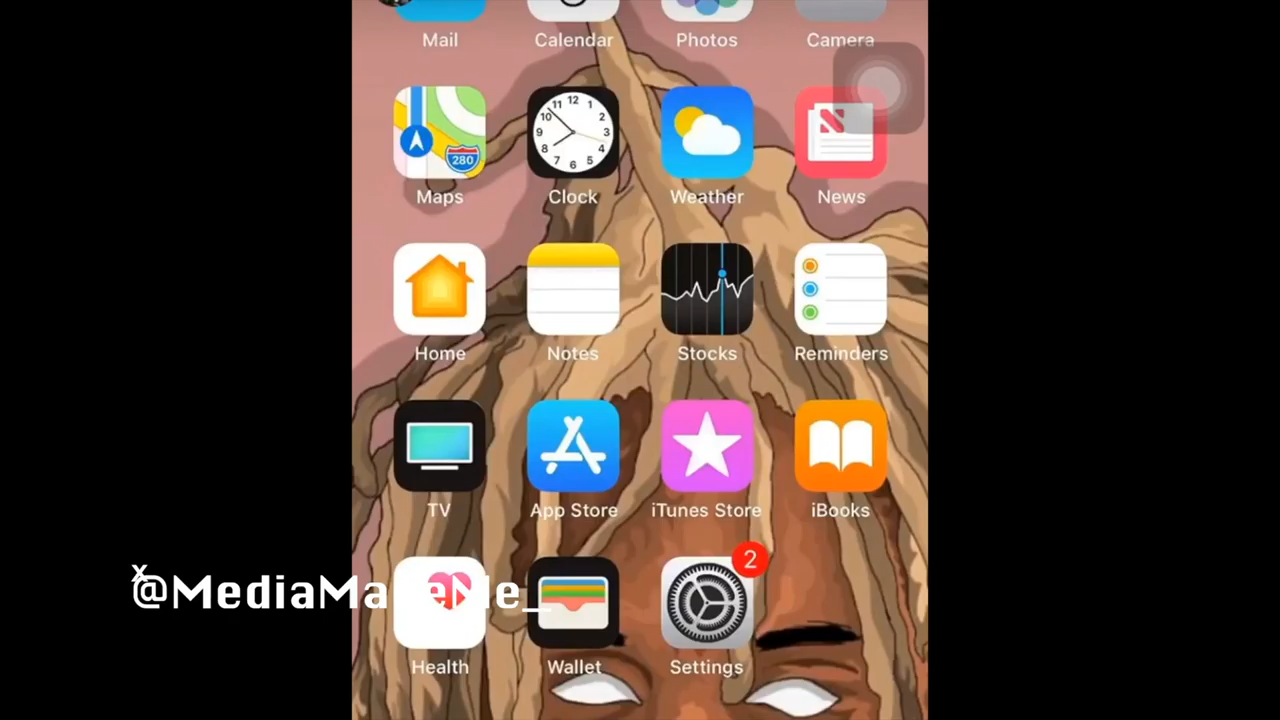 Mail Calendar Photos Camera
Maps Clock Weather News
280
Home Notes Stocks Reminders
TV App Store iTunes Store iBooks
2
x
Health Wallet Settings